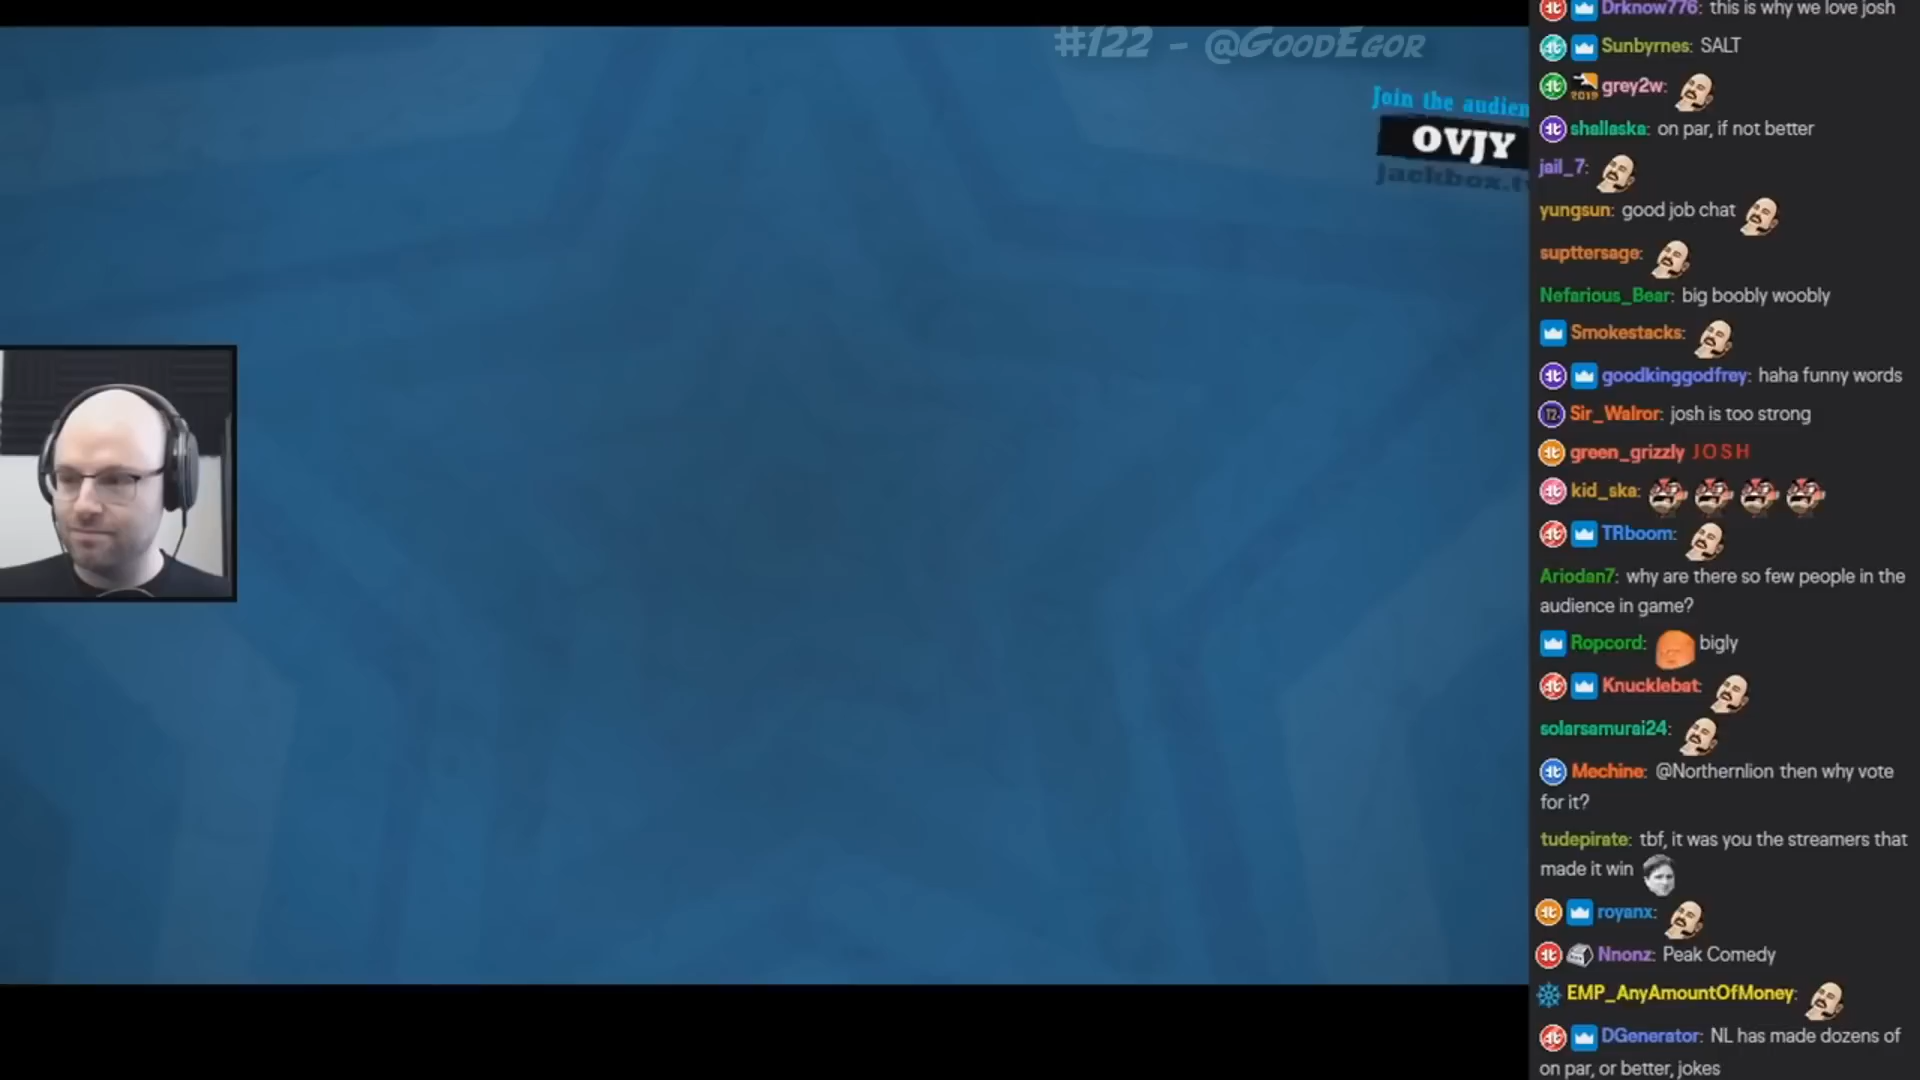 #122 - @GoodEgor
Join the audien
OVJY
jackbox.tv
Drknow776: this is why we love josh
Sunbyrnes: SALT
2019 grey2w:
shallaska: on par, if not better
jail_7:
yungsun: good job chat
supttersage:
Nefarious_Bear: big boobly woobly
Smokestacks:
goodkinggodfrey: haha funny words
Sir_Walror: josh is too strong
green_grizzly J O S H
kid_ska:
TRboom:
Ariodan7: why are there so few people in the
audience in game?
Ropcord: bigly
Knucklebat:
solarsamurai24:
Mechine: @Northernlion then why vote
for it?
tudepirate: tbf, it was you the streamers that
made it win
royanx:
Nnonz: Peak Comedy
EMP_AnyAmountOfMoney:
DGenerator: NL has made dozens of
on par, or better, jokes